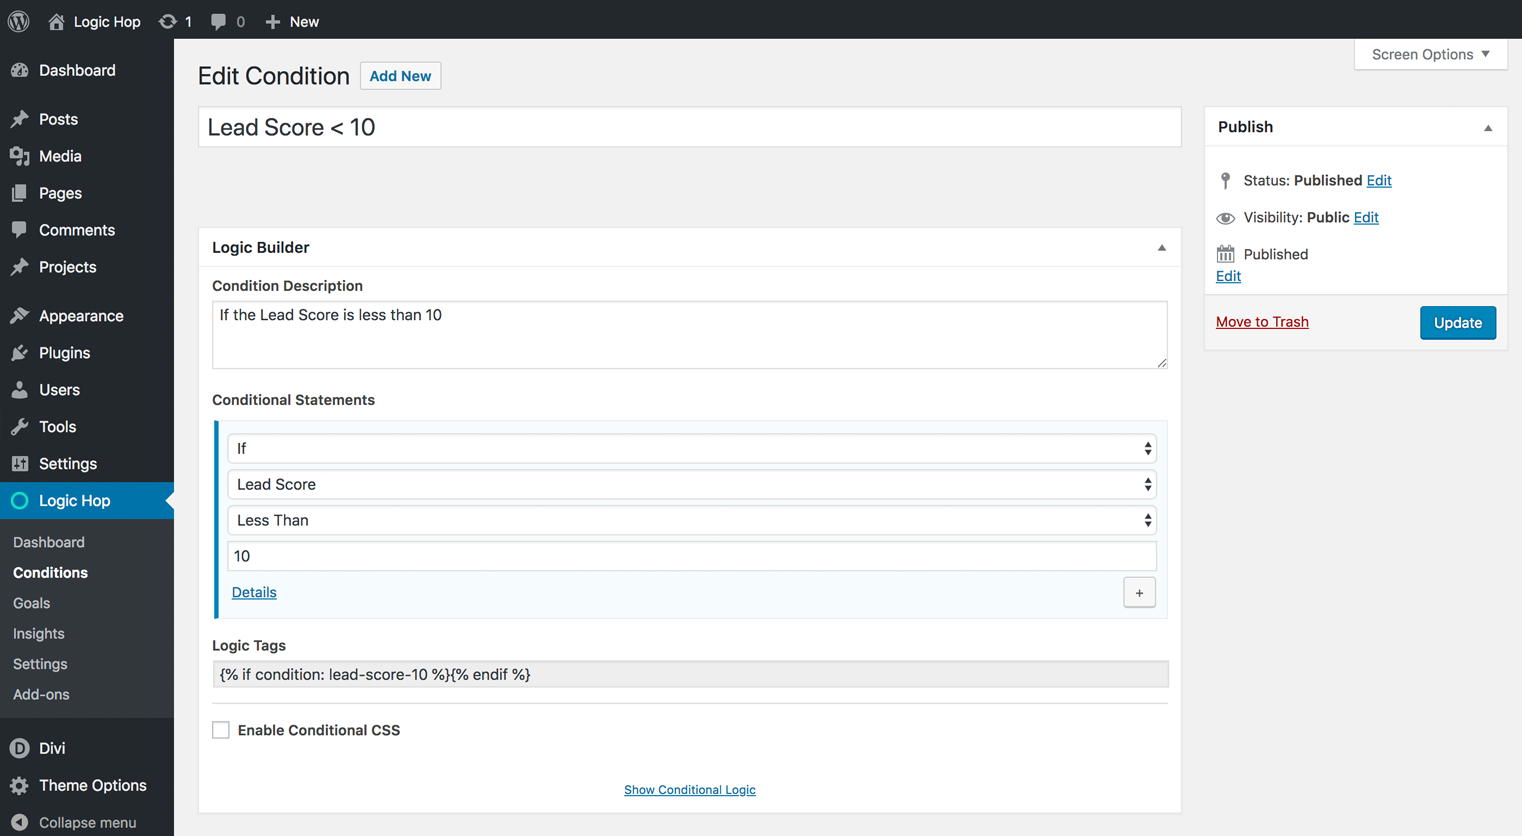 Logic Hop 1 0 New
Screen Options
Dashboard
Posts
Media
Pages
Comments
Projects
Appearance
Plugins
Users
Tools
Settings
Logic Hop
Dashboard
Conditions
Goals
Insights
Settings
Add-ons
Divi
Theme Options
Collapse menu
Edit Condition Add New
Lead Score < 10
Logic Builder
Condition Description
If the Lead Score is less than 10
Conditional Statements
If
Lead Score
Less Than
10
Details +
Logic Tags
{% if condition: lead-score-10 %}{% endif %}
Enable Conditional CSS
Show Conditional Logic
Publish
Status: Published Edit
Visibility: Public Edit
Published
Edit
Move to Trash Update